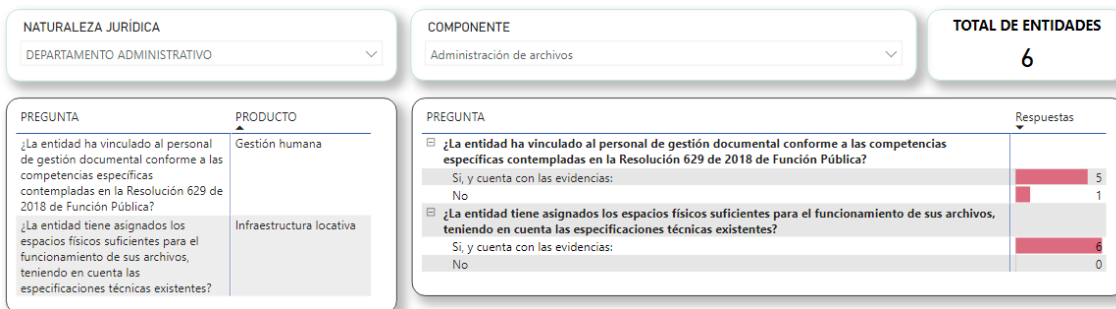 NATURALEZA JURÍDICA
DEPARTAMENTO ADMINISTRATIVO
COMPONENTE
Administración de archivos
TOTAL DE ENTIDADES
6
PREGUNTA PRODUCTO
¿La entidad ha vinculado al personal Gestión humana
de gestión documental conforme a las
competencias específicas
contempladas en la Resolución 629 de
2018 de Función Pública?
¿La entidad tiene asignados los Infraestructura locativa
espacios físicos suficientes para el
funcionamiento de sus archivos,
teniendo en cuenta las
especificaciones técnicas existentes?
PREGUNTA Respuestas
¿La entidad ha vinculado al personal de gestión documental conforme a las competencias
específicas contempladas en la Resolución 629 de 2018 de Función Pública?
Si, y cuenta con las evidencias: 5
No 1
¿La entidad tiene asignados los espacios físicos suficientes para el funcionamiento de sus archivos,
teniendo en cuenta las especificaciones técnicas existentes?
Si, y cuenta con las evidencias: 6
No 0